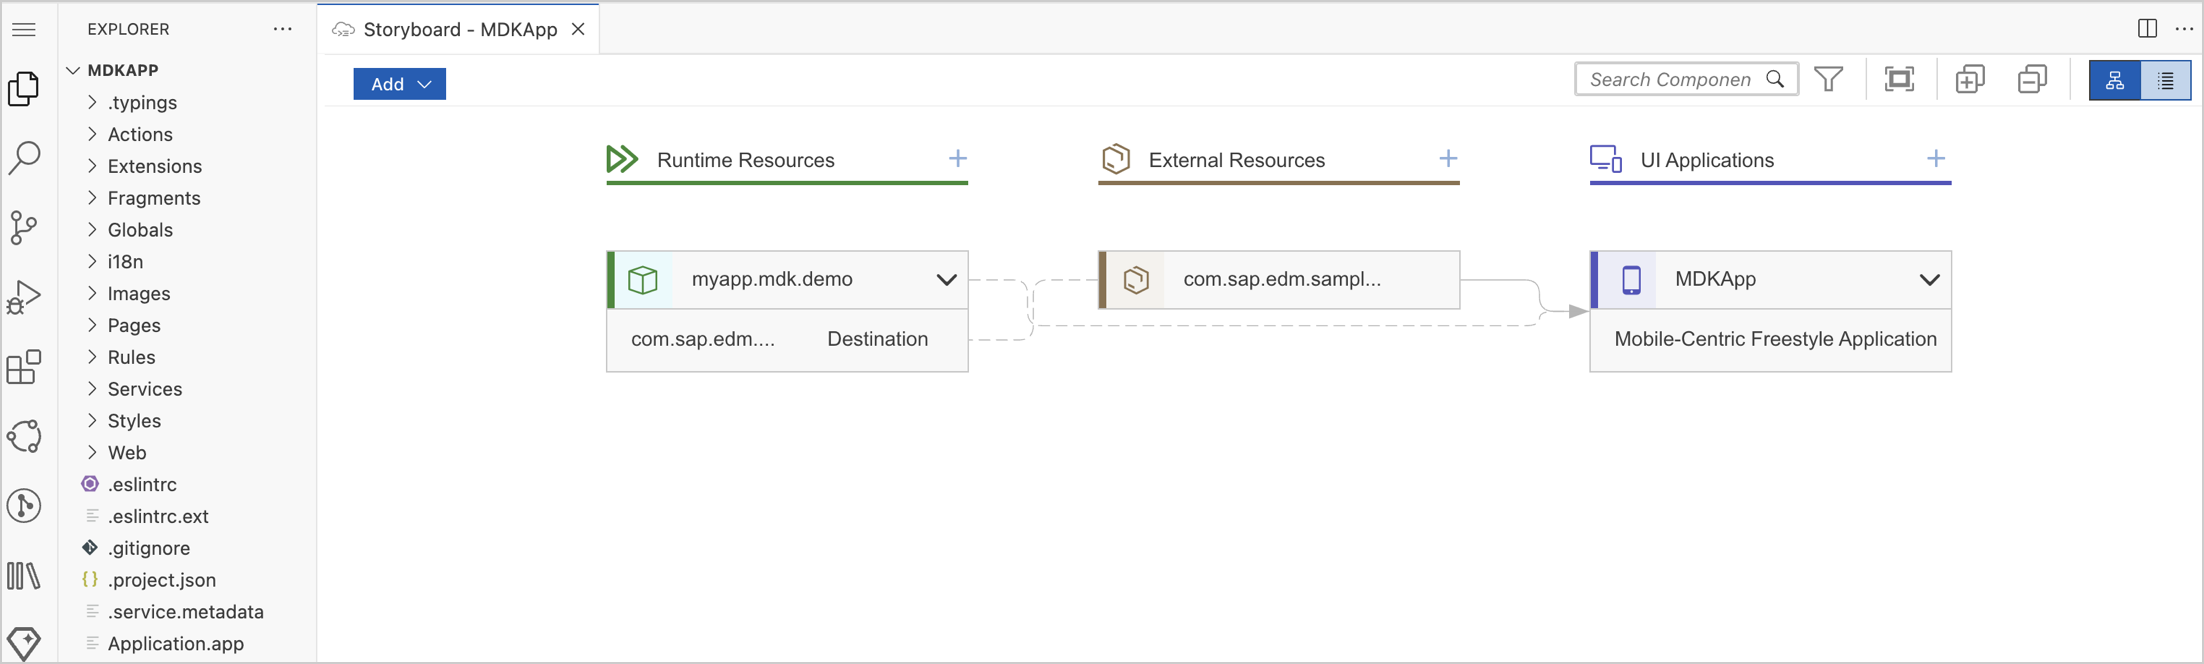 EXPLORER
MDKAPP
.typings
Actions
Extensions
Fragments
Globals
i18n
Images
Pages
Rules
Services
Styles
Web
.eslintrc
.eslintrc.ext
.gitignore
{} .project.json
.service.metadata
Application.app
Storyboard - MDKApp
Add
Search Componen
Runtime Resources +
External Resources +
UI Applications +
myapp.mdk.demo
com.sap.edm.... Destination
com.sap.edm.sampl...
MDKApp
Mobile-Centric Freestyle Application